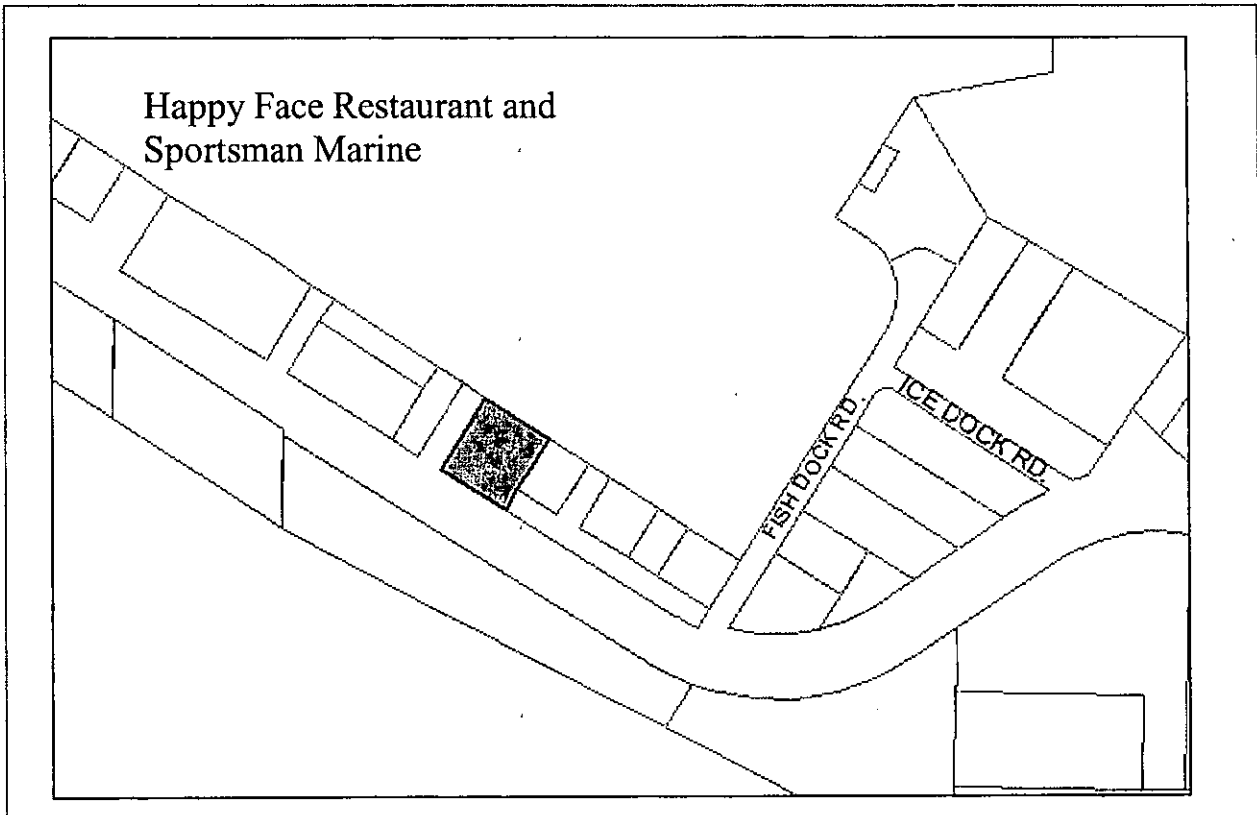 Happy Face Restaurant and
Sportsman Marine
ICE DOCK RD.
FISH DOCK RD.